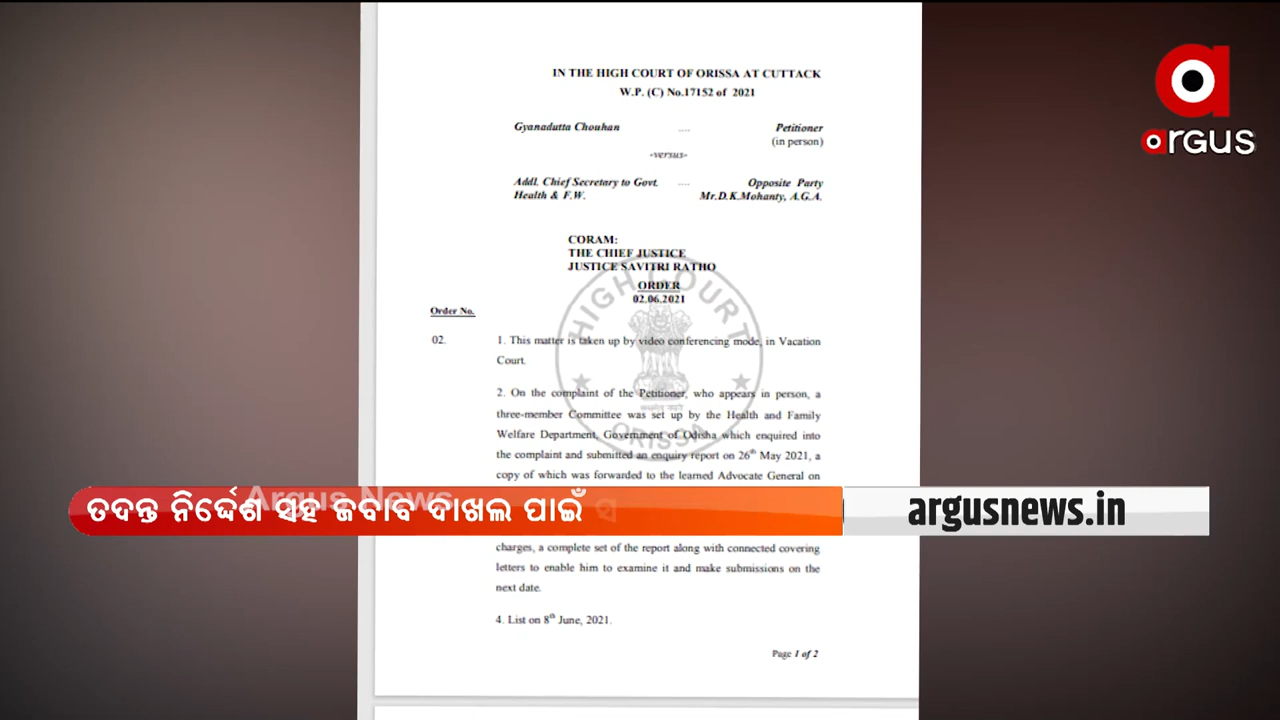 IN THE HIGH COURT OF ORISSA AT CUTTACK
W.P. (C) No.17152 of 2021
Gyanadutta Chouhan .... Petitioner
(in person)
-versus-
Addl. Chief Secretary to Govt. .... Opposite Party
Health & F.W. Mr.D.K.Mohanty, A.G.A.
CORAM:
THE CHIEF JUSTICE
JUSTICE SAVITRI RATHO
ORDER
02.06.2021
Order No.
02. 1. This matter is taken up by video conferencing mode, in Vacation
Court.
2. On the complaint of the Petitioner, who appears in person, a
three-member Committee was set up by the Health and Family
Welfare Department, Government of Odisha which enquired into
the complaint and submitted an enquiry report on 26th May 2021, a
copy of which was forwarded to the learned Advocate General on
charges, a complete set of the report along with connected covering
letters to enable him to examine it and make submissions on the
next date.
4. List on 8th June, 2021.
Page 1 of 2
HIGH COURT
ORISSA
argus
Argus News
ତଦନ୍ତ ନିର୍ଦ୍ଦେଶ ସହ ଜବାବ ଦାଖଲ ପାଇଁ ସ
argusnews.in